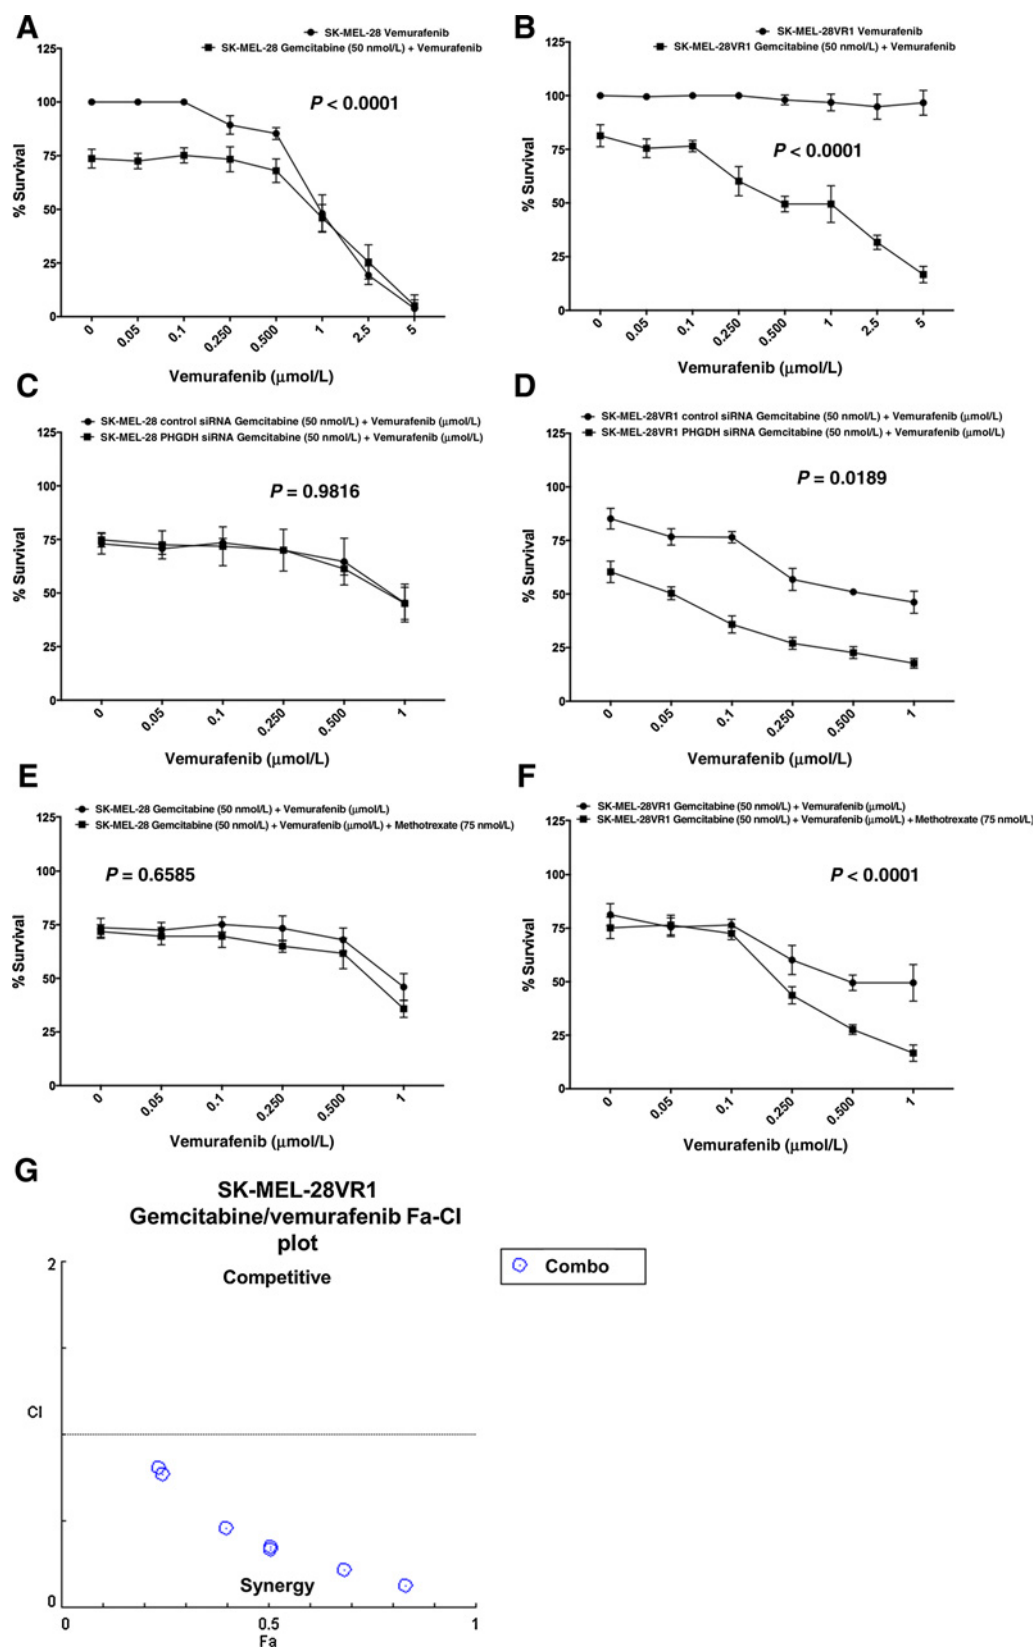 A
SK-MEL-28 Vemurafenib
SK-MEL-28 Gemcitabine (50 nmol/L) + Vemurafenib
P < 0.0001
% Survival
125
100
75
50
25
0
0
0.05
0.1
0.250
0.500
1
2.5
5
Vemurafenib (μmol/L)
B
SK-MEL-28VR1 Vemurafenib
SK-MEL-28VR1 Gemcitabine (50 nmol/L) + Vemurafenib
P < 0.0001
% Survival
125
100
75
50
25
0
0
0.05
0.1
0.250
0.500
1
2.5
5
Vemurafenib (μmol/L)
C
SK-MEL-28 control siRNA Gemcitabine (50 nmol/L) + Vemurafenib (μmol/L)
SK-MEL-28 PHGDH siRNA Gemcitabine (50 nmol/L) + Vemurafenib (μmol/L)
P = 0.9816
% Survival
125
100
75
50
25
0
0
0.05
0.1
0.250
0.500
1
Vemurafenib (μmol/L)
D
SK-MEL-28VR1 control siRNA Gemcitabine (50 nmol/L) + Vemurafenib (μmol/L)
SK-MEL-28VR1 PHGDH siRNA Gemcitabine (50 nmol/L) + Vemurafenib (μmol/L)
P = 0.0189
% Survival
125
100
75
50
25
0
0
0.05
0.1
0.250
0.500
1
Vemurafenib (μmol/L)
E
SK-MEL-28 Gemcitabine (50 nmol/L) + Vemurafenib (μmol/L)
SK-MEL-28 Gemcitabine (50 nmol/L) + Vemurafenib (μmol/L) + Methotrexate (75 nmol/L)
P = 0.6585
% Survival
125
100
75
50
25
0
0
0.05
0.1
0.250
0.500
1
Vemurafenib (μmol/L)
F
SK-MEL-28VR1 Gemcitabine (50 nmol/L) + Vemurafenib (μmol/L)
SK-MEL-28VR1 Gemcitabine (50 nmol/L) + Vemurafenib (μmol/L) + Methotrexate (75 nmol/L)
P < 0.0001
% Survival
125
100
75
50
25
0
0
0.05
0.1
0.250
0.500
1
Vemurafenib (μmol/L)
G
SK-MEL-28VR1
Gemcitabine/vemurafenib Fa-CI
plot
Competitive
Combo
2
CI
0
Synergy
0
0.5
1
Fa